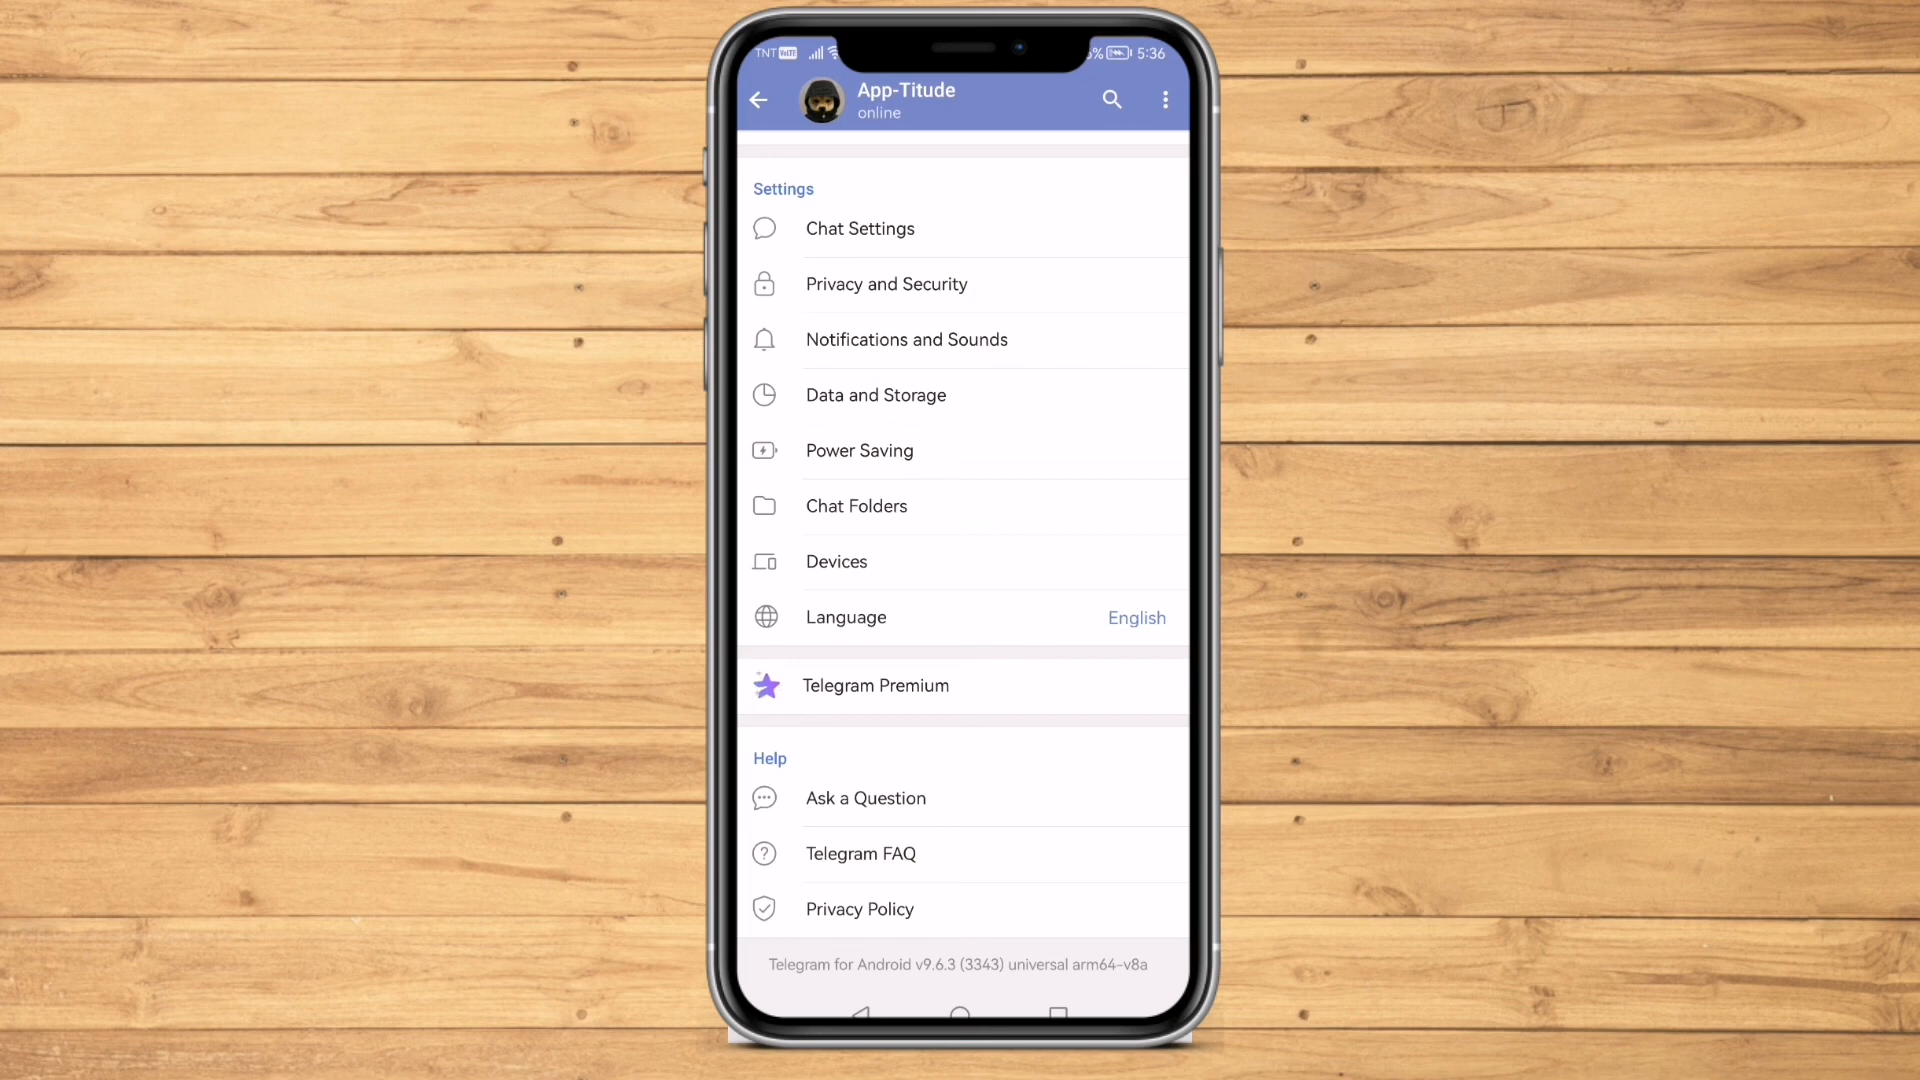 TNT VoLTE 5:36
App-Titude
online
Settings
Chat Settings
Privacy and Security
Notifications and Sounds
Data and Storage
Power Saving
Chat Folders
Devices
Language English
Telegram Premium
Help
Ask a Question
Telegram FAQ
Privacy Policy
Telegram for Android v9.6.3 (3343) universal arm64-v8a